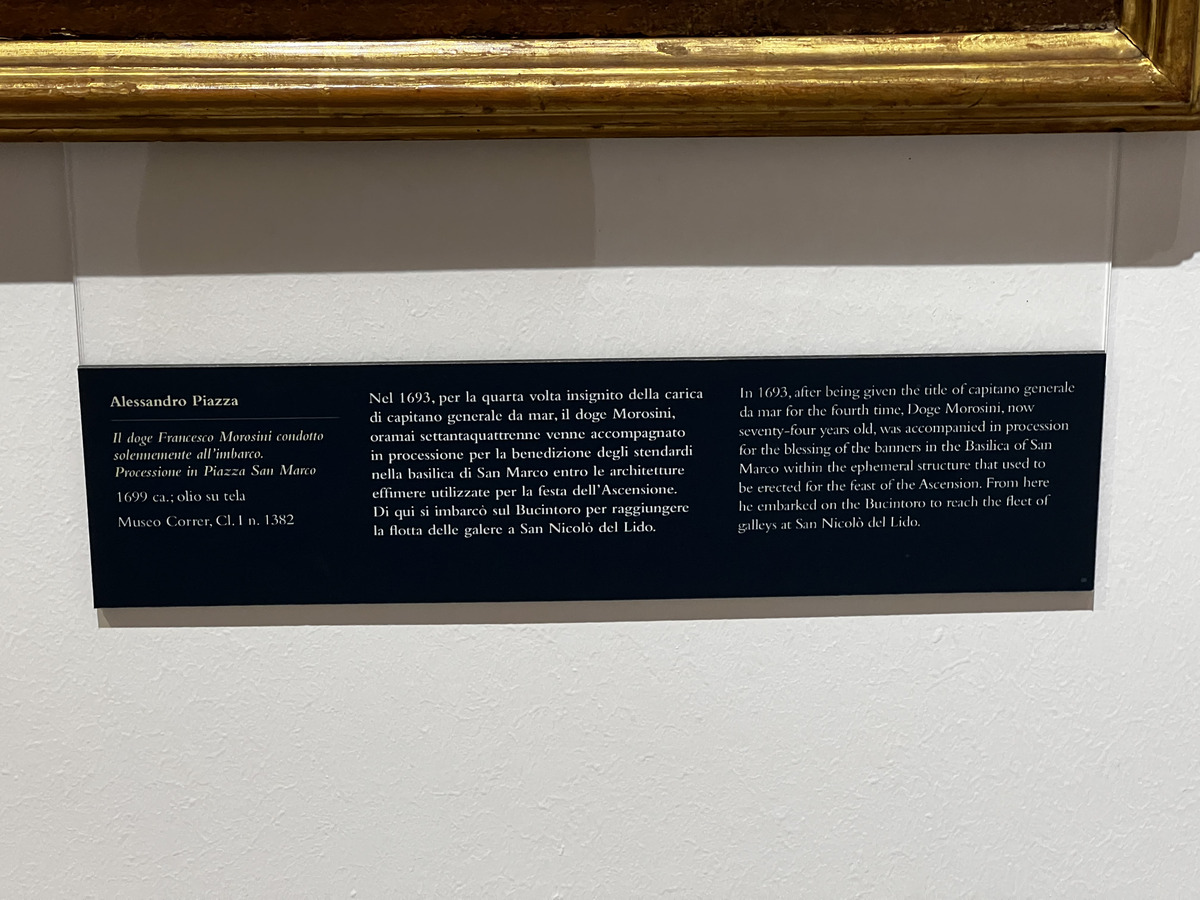 Alessandro Piazza
Il doge Francesco Morosini condotto
solennemente all'imbarco.
Processione in Piazza San Marco
1699 ca.; olio su tela
Museo Correr, Cl. I n. 1382
Nel 1693, per la quarta volta insignito della carica
di capitano generale da mar, il doge Morosini,
oramai settantaquattrenne venne accompagnato
in processione per la benedizione degli stendardi
nella basilica di San Marco entro le architetture
effimere utilizzate per la festa dell'Ascensione.
Di qui si imbarcò sul Bucintoro per raggiungere
la flotta delle galere a San Nicolò del Lido.
In 1693, after being given the title of capitano generale
da mar for the fourth time, Doge Morosini, now
seventy-four years old, was accompanied in procession
for the blessing of the banners in the Basilica of San
Marco within the ephemeral structure that used to
be erected for the feast of the Ascension. From here
he embarked on the Bucintoro to reach the fleet of
galleys at San Nicolò del Lido.